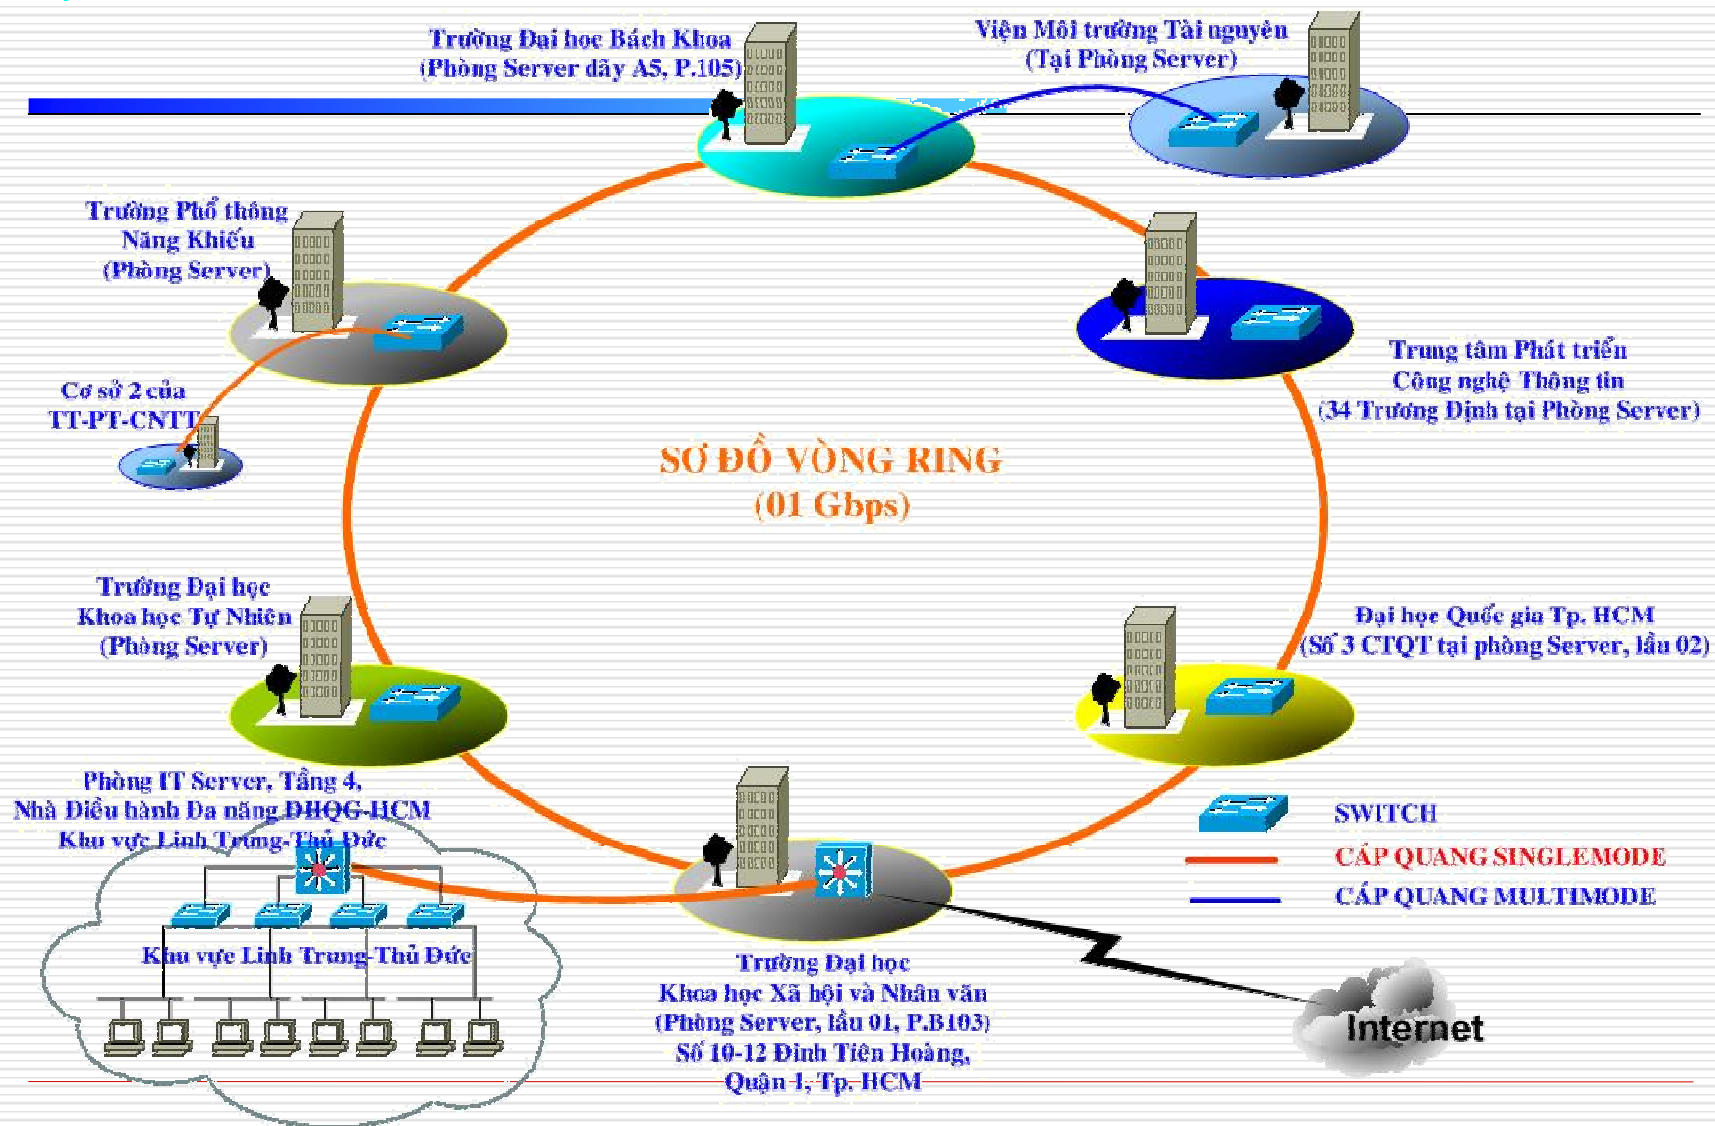 Trường Đại học Bách Khoa
(Phòng Server dãy A5, P.105)
Viện Môi trường Tài nguyên
(Tại Phòng Server)
Trường Phổ thông
Năng Khiếu
(Phòng Server)
Cơ sở 2 của
TT-PT-CNTT
Trung tâm Phát triển
Công nghệ Thông tin
(34 Trương Định tại Phòng Server)
SƠ ĐỒ VÒNG RING
(01 Gbps)
Trường Đại học
Khoa học Tự Nhiên
(Phòng Server)
Đại học Quốc gia Tp. HCM
(Số 3 CTQT tại phòng Server, lầu 02)
Phòng IT Server, Tầng 4,
Nhà Điều hành Đa năng ĐHQG-HCM
Khu vực Linh Trung-Thủ Đức
SWITCH
CÁP QUANG SINGLEMODE
CÁP QUANG MULTIMODE
Khu vực Linh Trung-Thủ Đức
Trường Đại học
Khoa học Xã hội và Nhân văn
(Phòng Server, lầu 01, P.B103)
Số 10-12 Đinh Tiên Hoàng,
Quận 1, Tp. HCM
Internet